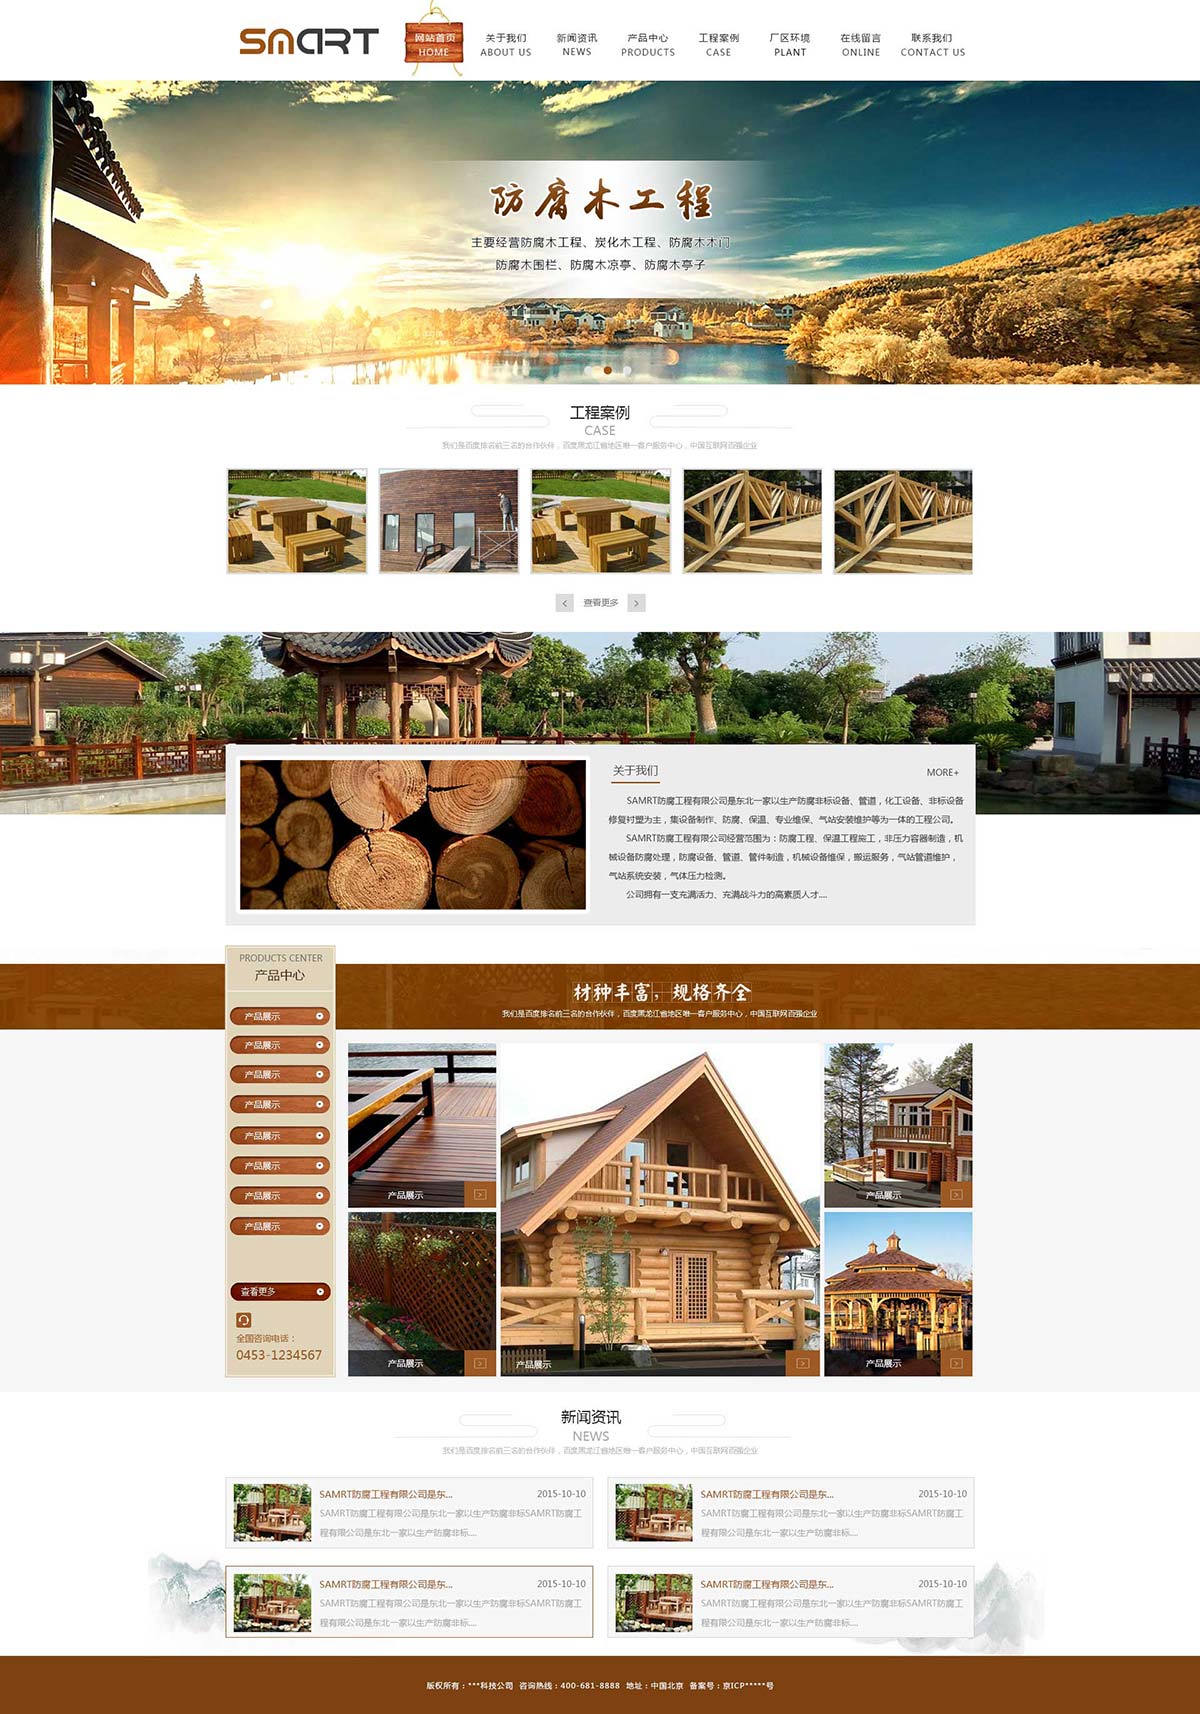 SMART
网站首页
HOME
关于我们
ABOUT US
新闻资讯
NEWS
产品中心
PRODUCTS
工程案例
CASE
厂区环境
PLANT
在线留言
ONLINE
联系我们
CONTACT US
防腐木工程
主要经营防腐木工程、炭化木工程、防腐木木门
防腐木围栏、防腐木凉亭、防腐木亭子
工程案例
CASE
我们是百度排名前三名的合作伙伴，百度黑龙江省地区唯一客户服务中心，中国互联网百强企业
查看更多
关于我们
MORE+
SAMRT防腐工程有限公司是东北一家以生产防腐非标设备、管道，化工设备、非标设备
修复衬塑为主，集设备制作、防腐、保温、专业维保、气站安装维护等为一体的工程公司。
SAMRT防腐工程有限公司经营范围为：防腐工程、保温工程施工，非压力容器制造，机
械设备防腐处理，防腐设备、管道、管件制造，机械设备维保，搬运服务，气站管道维护，
气站系统安装，气体压力检测。
公司拥有一支充满活力、充满战斗力的高素质人才....
PRODUCTS CENTER
产品中心
产品展示
产品展示
产品展示
产品展示
产品展示
产品展示
产品展示
产品展示
查看更多
全国咨询电话：
0453-1234567
材种丰富，规格齐全
我们是百度排名前三名的合作伙伴，百度黑龙江省地区唯一客户服务中心，中国互联网百强企业
产品展示
产品展示
产品展示
产品展示
产品展示
新闻资讯
NEWS
我们是百度排名前三名的合作伙伴，百度黑龙江省地区唯一客户服务中心，中国互联网百强企业
SAMRT防腐工程有限公司是东...
2015-10-10
SAMRT防腐工程有限公司是东北一家以生产防腐非标SAMRT防腐工
程有限公司是东北一家以生产防腐非标....
SAMRT防腐工程有限公司是东...
2015-10-10
SAMRT防腐工程有限公司是东北一家以生产防腐非标SAMRT防腐工
程有限公司是东北一家以生产防腐非标....
SAMRT防腐工程有限公司是东...
2015-10-10
SAMRT防腐工程有限公司是东北一家以生产防腐非标SAMRT防腐工
程有限公司是东北一家以生产防腐非标....
SAMRT防腐工程有限公司是东...
2015-10-10
SAMRT防腐工程有限公司是东北一家以生产防腐非标SAMRT防腐工
程有限公司是东北一家以生产防腐非标....
版权所有：***科技公司 咨询热线：400-681-8888 地址：中国北京 备案号：京ICP*****号